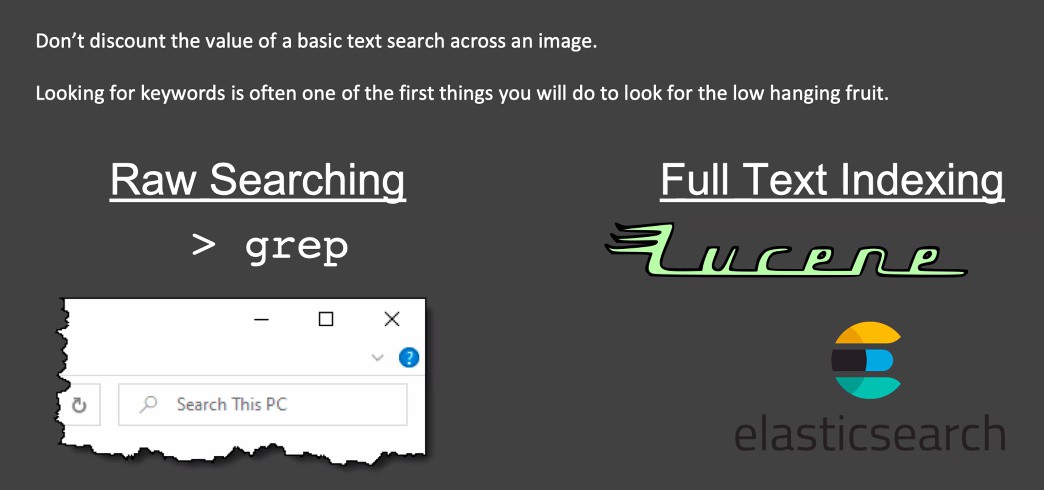 Don’t discount the value of a basic text search across an image.
Looking for keywords is often one of the first things you will do to look for the low hanging fruit.
Raw Searching
> grep
Search This PC
Full Text Indexing
Lucene
elasticsearch